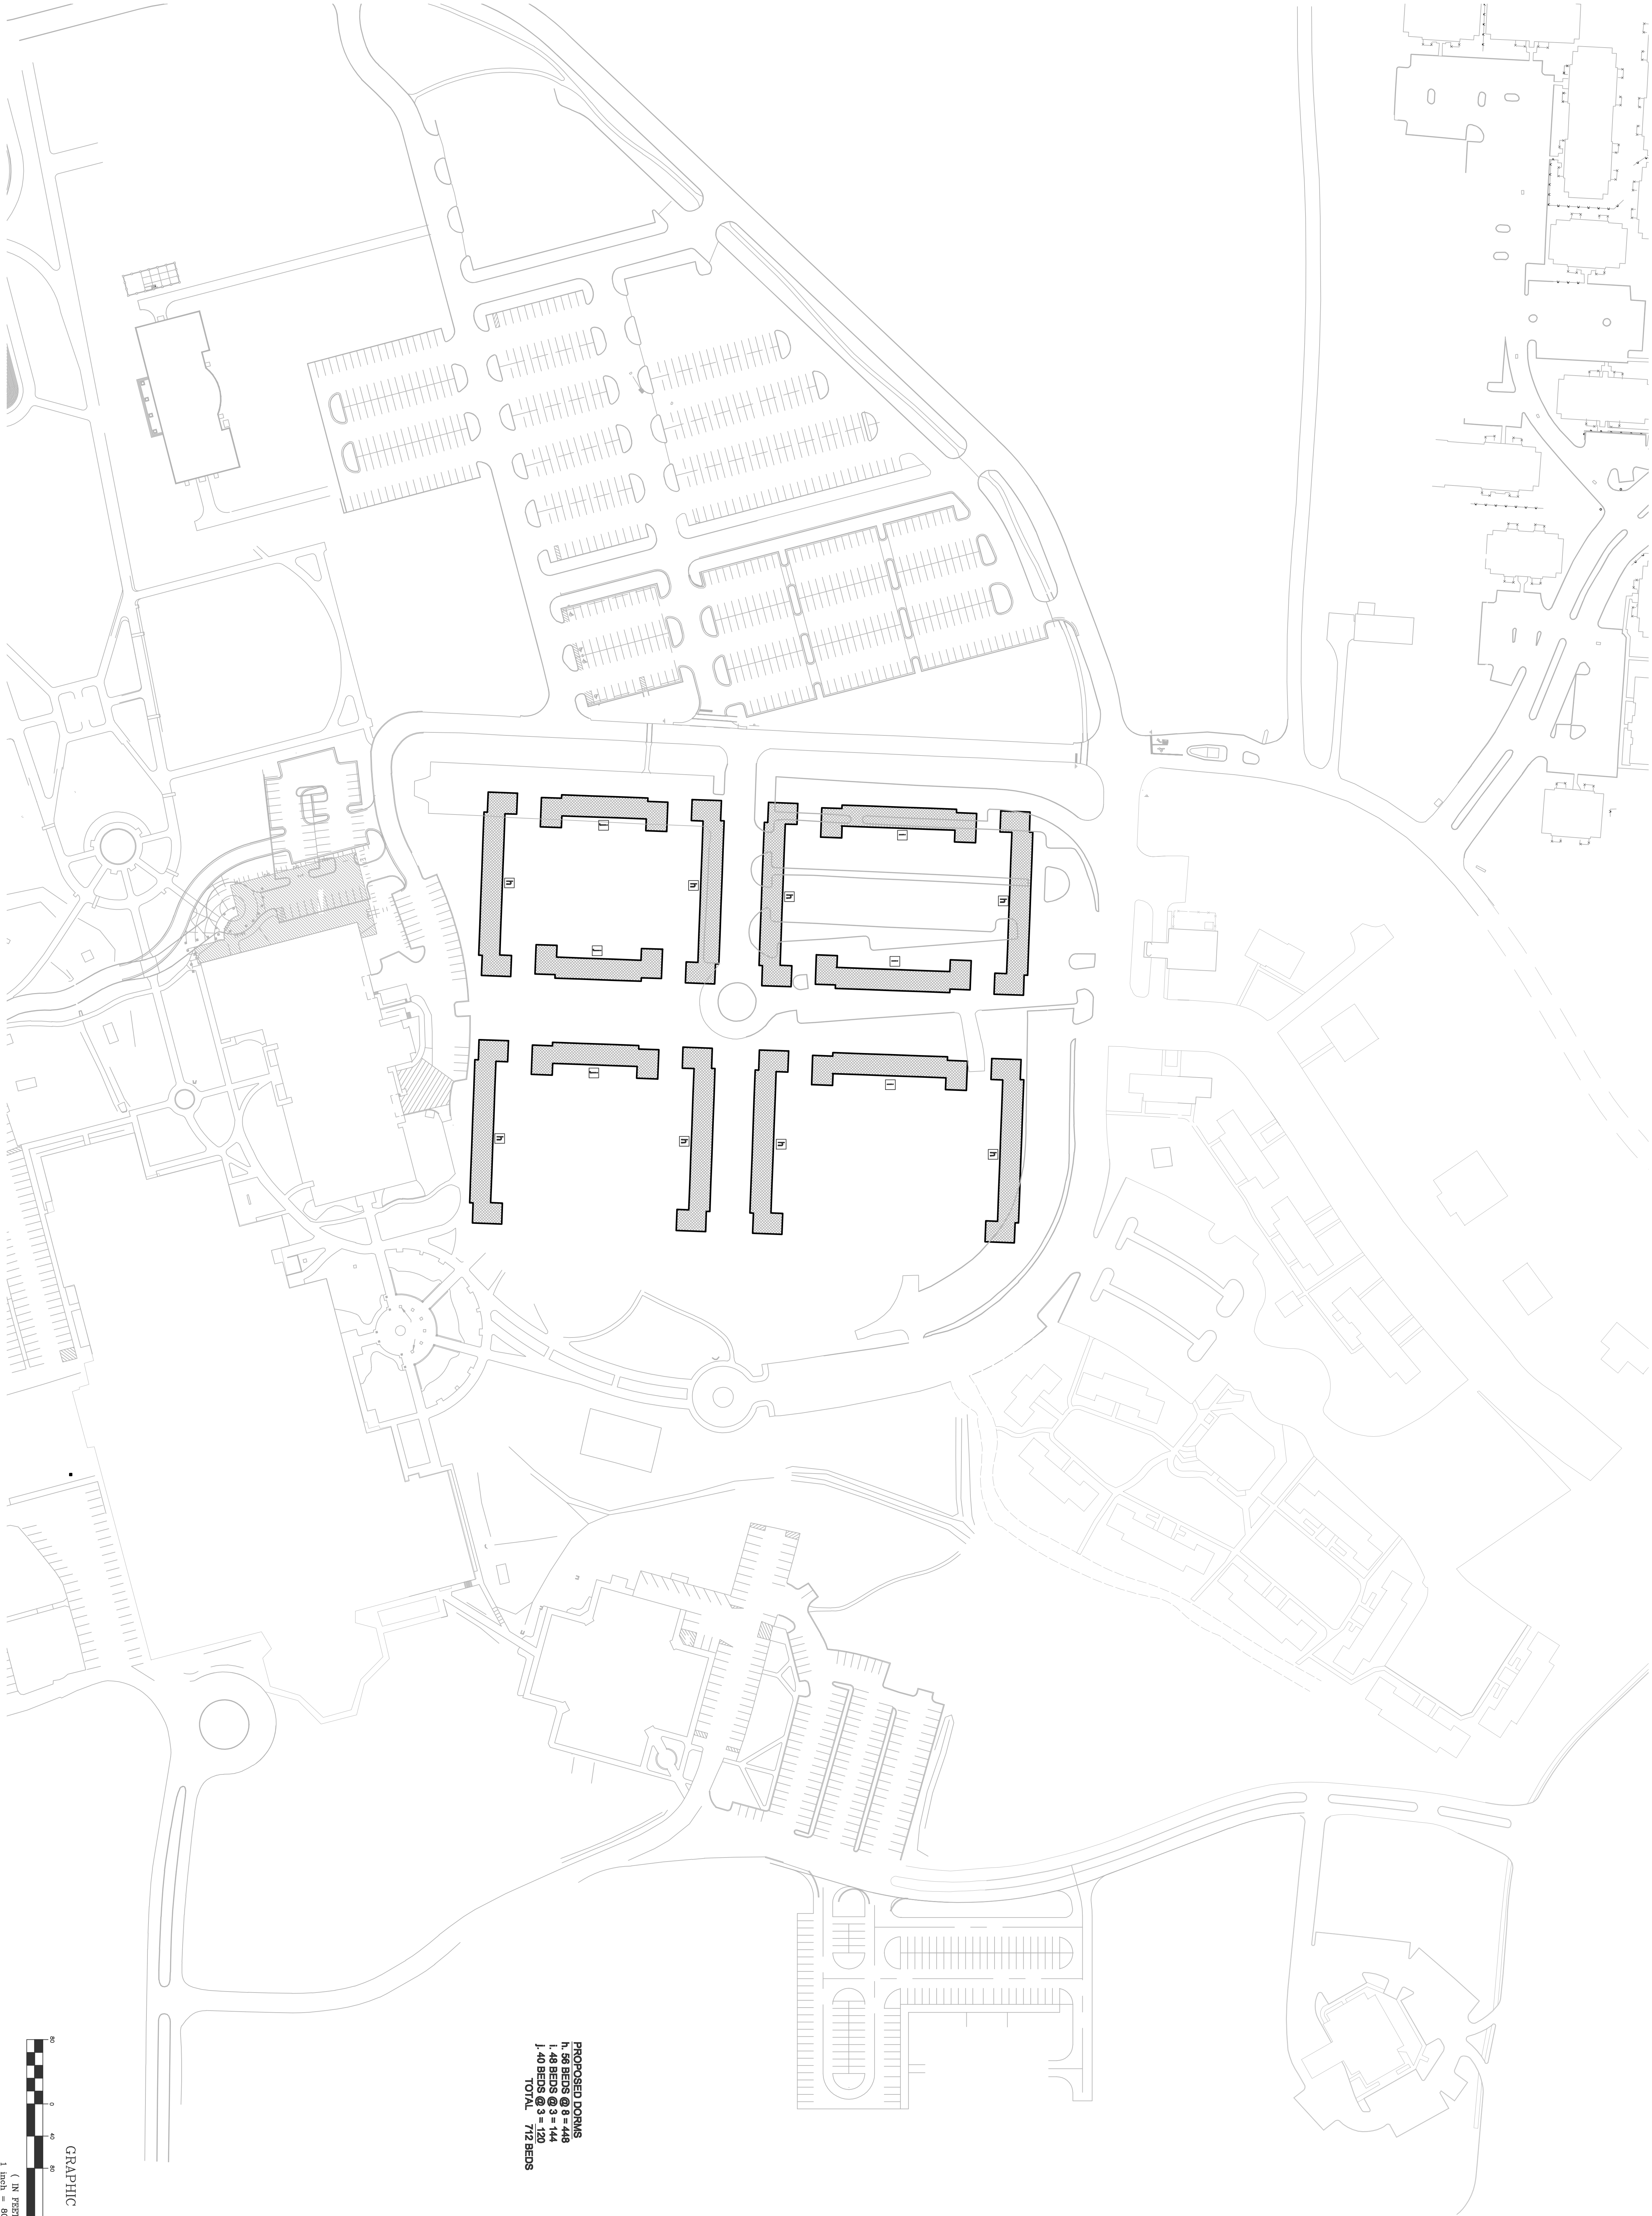 j
h
h
h
i
h
j
i
j
h
h
h
i
h
PROPOSED DORMS
h. 56 BEDS @ 8 = 448
i. 48 BEDS @ 3 = 144
j. 40 BEDS @ 3 = 120
TOTAL 712 BEDS
GRAPHIC
80 0 40 80
( IN FEET
1 inch = 80